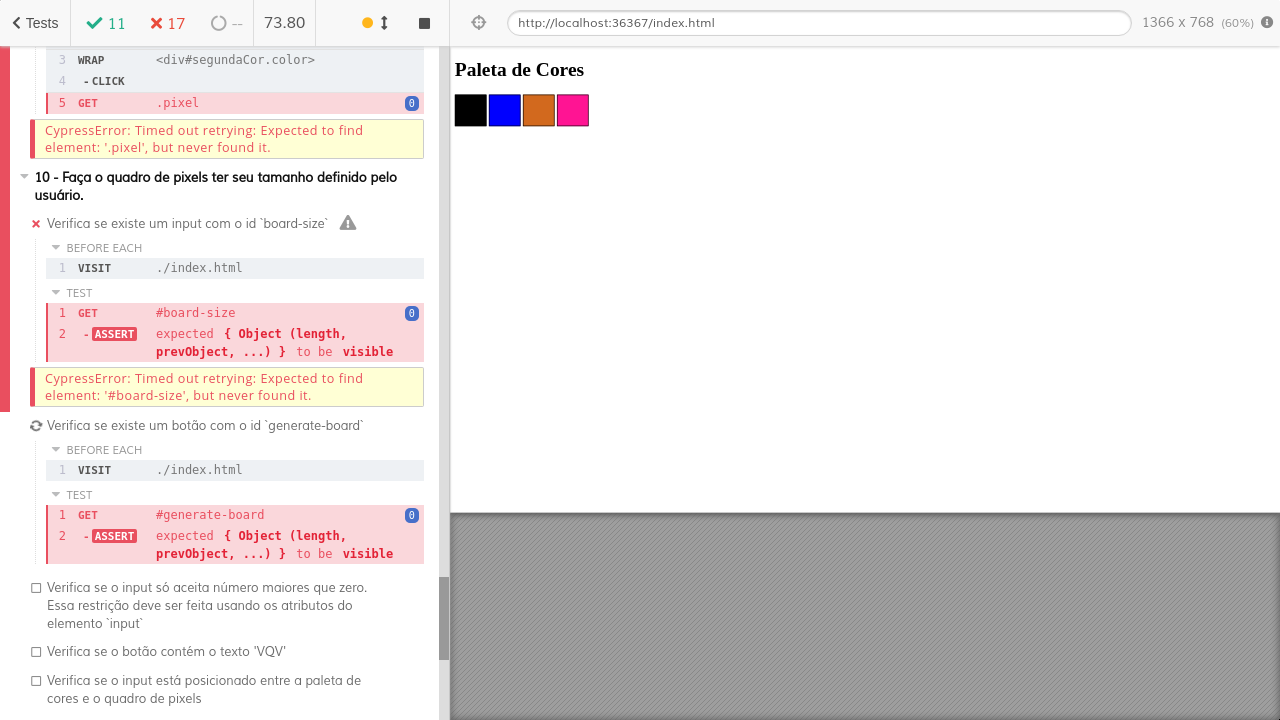 Tests 11 17 -- 73.80
http://localhost:36367/index.html 1366 x 768 (60%)
3 WRAP <div#segundaCor.color>
4 -CLICK
5 GET .pixel 0
CypressError: Timed out retrying: Expected to find
element: '.pixel', but never found it.
10 - Faça o quadro de pixels ter seu tamanho definido pelo
usuário.
Verifica se existe um input com o id `board-size`
BEFORE EACH
1 VISIT ./index.html
TEST
1 GET #board-size 0
2 -ASSERT expected { Object (length,
prevObject, ...) } to be visible
CypressError: Timed out retrying: Expected to find
element: '#board-size', but never found it.
Verifica se existe um botão com o id `generate-board`
BEFORE EACH
1 VISIT ./index.html
TEST
1 GET #generate-board 0
2 -ASSERT expected { Object (length,
prevObject, ...) } to be visible
Verifica se o input só aceita número maiores que zero.
Essa restrição deve ser feita usando os atributos do
elemento `input`
Verifica se o botão contém o texto 'VQV'
Verifica se o input está posicionado entre a paleta de
cores e o quadro de pixels
Paleta de Cores